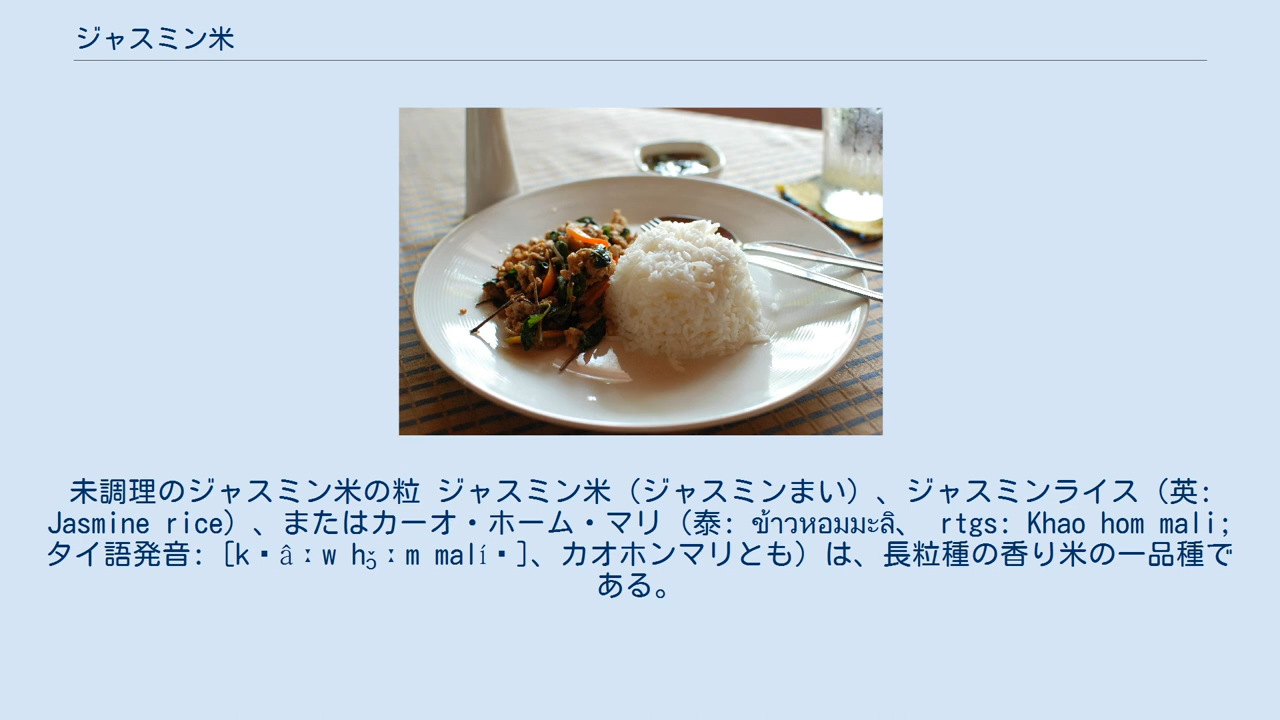 ジャスミン米
未調理のジャスミン米の粒 ジャスミン米（ジャスミンまい）、ジャスミンライス（英:
Jasmine rice）、またはカーオ・ホーム・マリ（泰: ข้าวหอมมะลิ、 rtgs: Khao hom mali;
タイ語発音: [k▪âːw hɔ̌ːm malí▪]、カオホンマリとも）は、長粒種の香り米の一品種で
ある。